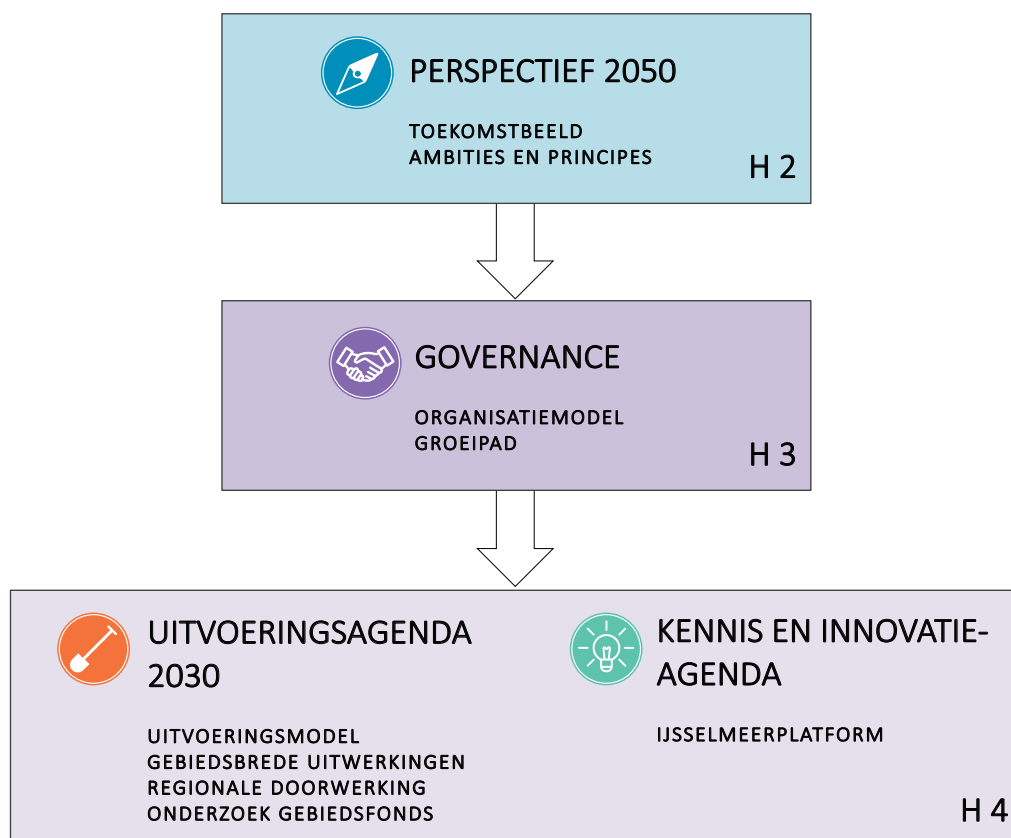 PERSPECTIEF 2050
TOEKOMSTBEELD
AMBITIES EN PRINCIPES
H 2
GOVERNANCE
ORGANISATIEMODEL
GROEIPAD
H 3
UITVOERINGSAGENDA
2030
UITVOERINGSMODEL
GEBIEDSBREDE UITWERKINGEN
REGIONALE DOORWERKING
ONDERZOEK GEBIEDSFONDS
KENNIS EN INNOVATIE-
AGENDA
IJSSELMEERPLATFORM
H 4